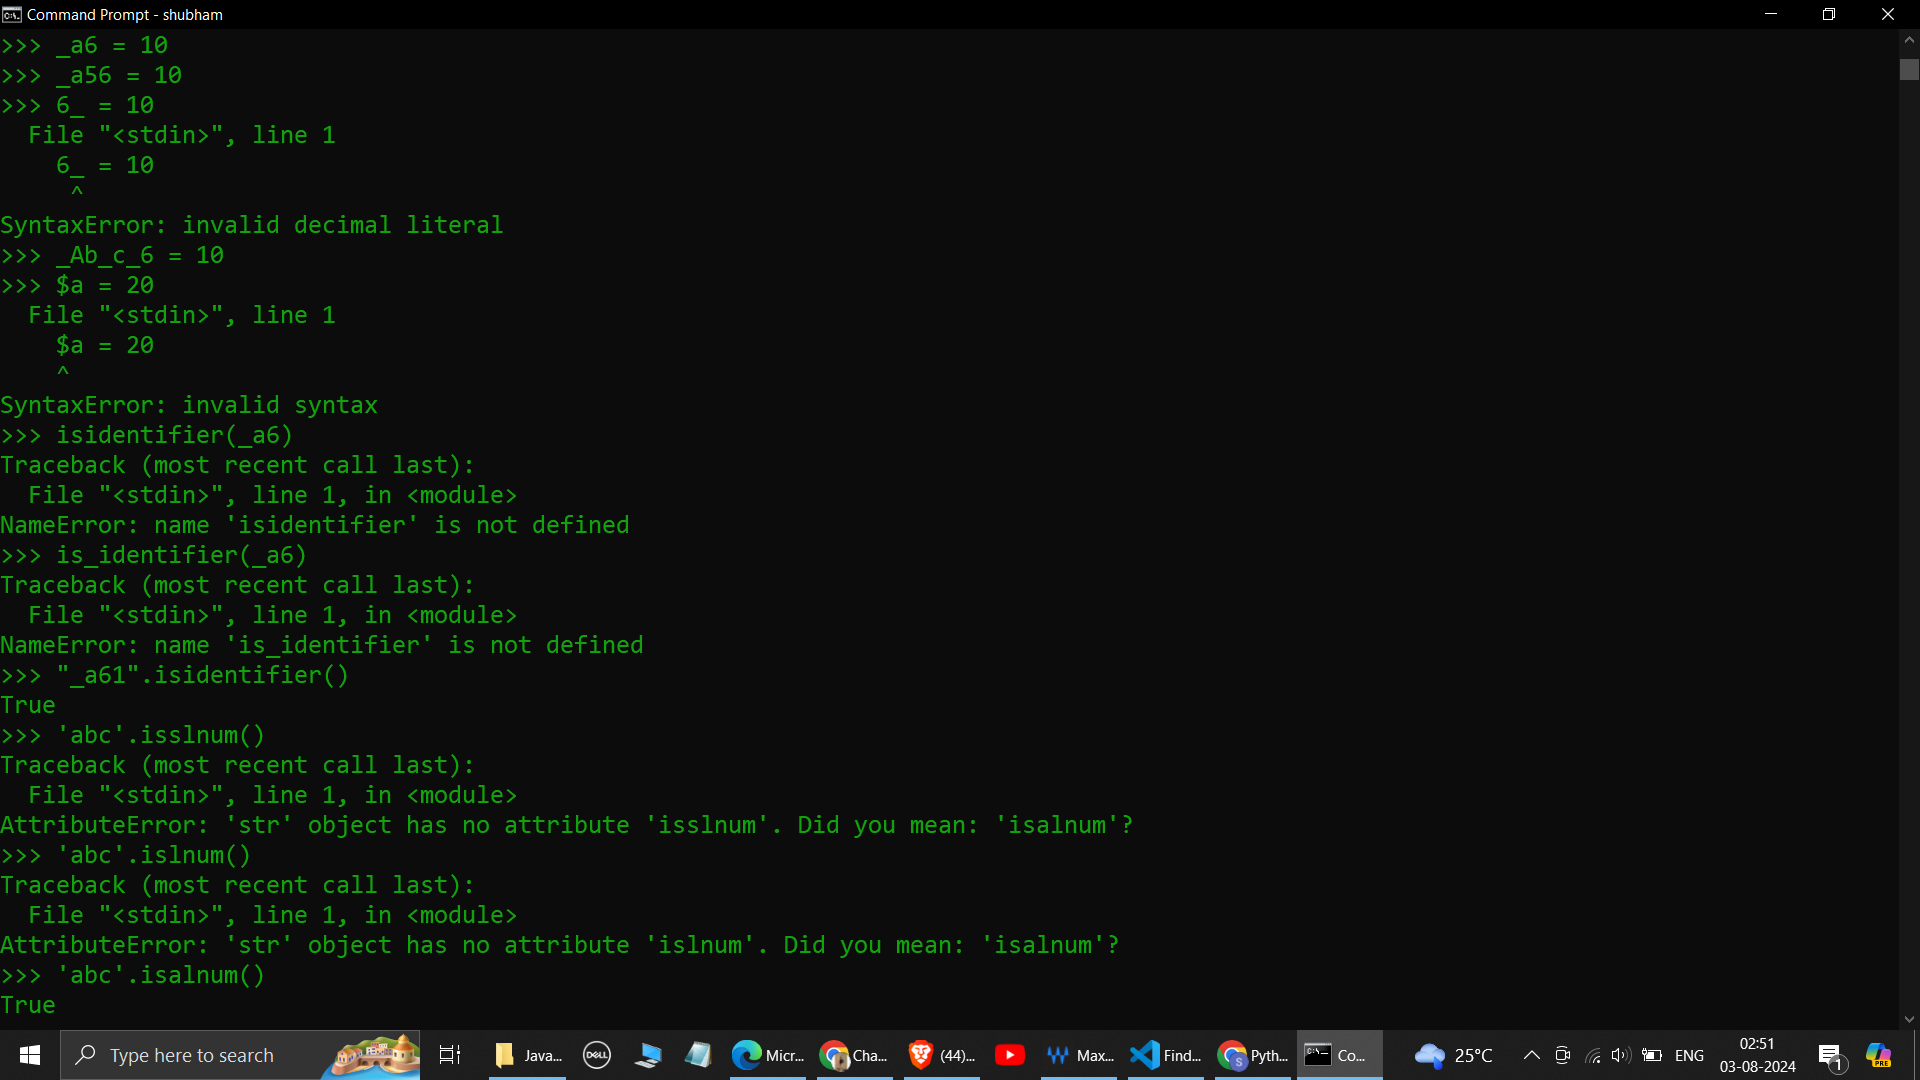 Command Prompt - shubham
>>> _a6 = 10
>>> _a56 = 10
>>> 6_ = 10
  File "<stdin>", line 1
    6_ = 10
     ^
SyntaxError: invalid decimal literal
>>> _Ab_c_6 = 10
>>> $a = 20
  File "<stdin>", line 1
    $a = 20
    ^
SyntaxError: invalid syntax
>>> isidentifier(_a6)
Traceback (most recent call last):
  File "<stdin>", line 1, in <module>
NameError: name 'isidentifier' is not defined
>>> is_identifier(_a6)
Traceback (most recent call last):
  File "<stdin>", line 1, in <module>
NameError: name 'is_identifier' is not defined
>>> "_a61".isidentifier()
True
>>> 'abc'.isslnum()
Traceback (most recent call last):
  File "<stdin>", line 1, in <module>
AttributeError: 'str' object has no attribute 'isslnum'. Did you mean: 'isalnum'?
>>> 'abc'.islnum()
Traceback (most recent call last):
  File "<stdin>", line 1, in <module>
AttributeError: 'str' object has no attribute 'islnum'. Did you mean: 'isalnum'?
>>> 'abc'.isalnum()
True
Type here to search DELL Java... Micr... Cha... (44)... Max... Find... S Pyth... Co... 25°C ENG 02:51 1 PRE
03-08-2024